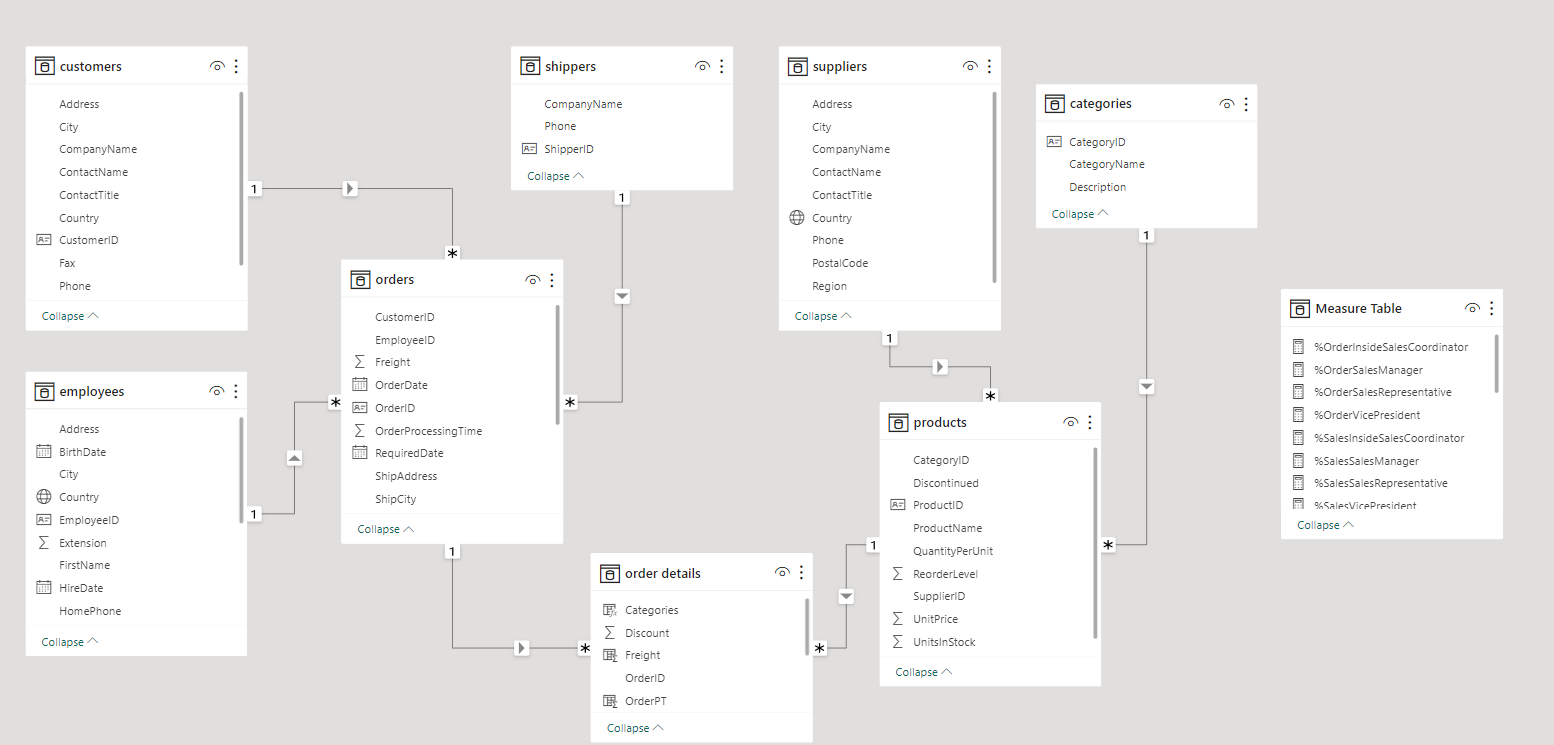 customers
Address
City
CompanyName
ContactName
ContactTitle
Country
CustomerID
Fax
Phone
Collapse
employees
Address
BirthDate
City
Country
EmployeeID
Extension
FirstName
HireDate
HomePhone
Collapse
1
*
1
*
shippers
CompanyName
Phone
ShipperID
Collapse
1
*
orders
CustomerID
EmployeeID
Freight
OrderDate
OrderID
OrderProcessingTime
RequiredDate
ShipAddress
ShipCity
Collapse
1
*
order details
Categories
Discount
Freight
OrderID
OrderPT
Collapse
*
1
suppliers
Address
City
CompanyName
ContactName
ContactTitle
Country
Phone
PostalCode
Region
Collapse
1
*
products
CategoryID
Discontinued
ProductID
ProductName
QuantityPerUnit
ReorderLevel
SupplierID
UnitPrice
UnitsInStock
Collapse
categories
CategoryID
CategoryName
Description
Collapse
1
*
Measure Table
%OrderInsideSalesCoordinator
%OrderSalesManager
%OrderSalesRepresentative
%OrderVicePresident
%SalesInsideSalesCoordinator
%SalesSalesManager
%SalesSalesRepresentative
%SalesVicePresident
Collapse